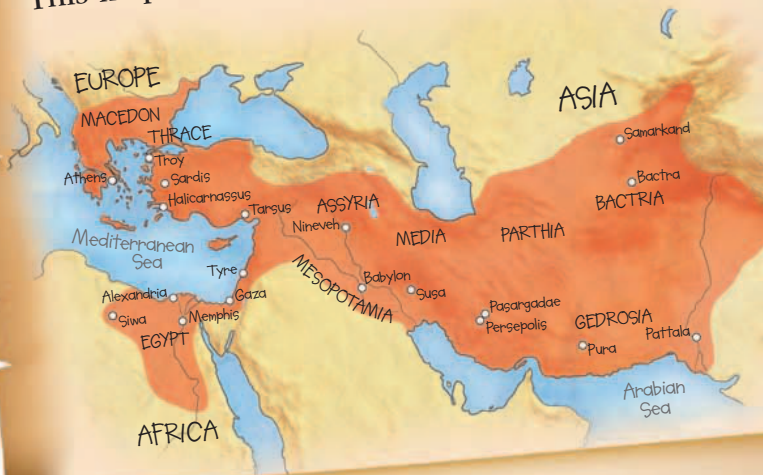 This
EUROPE
ASIA
MACEDON
THRACE
Samarkand
Troy
Athens
Sardis
Bactra
Halicarnassus
BACTRIA
Tarsus
ASSYRIA
Nineveh
MEDIA
PARTHIA
Mediterranean
Sea
Tyre
MESOPOTAMIA
Babylon
Susa
Alexandria
Gaza
Siwa
Memphis
Pasargadae
Persepolis
GEDROSIA
EGYPT
Pattala
Pura
Arabian
Sea
AFRICA